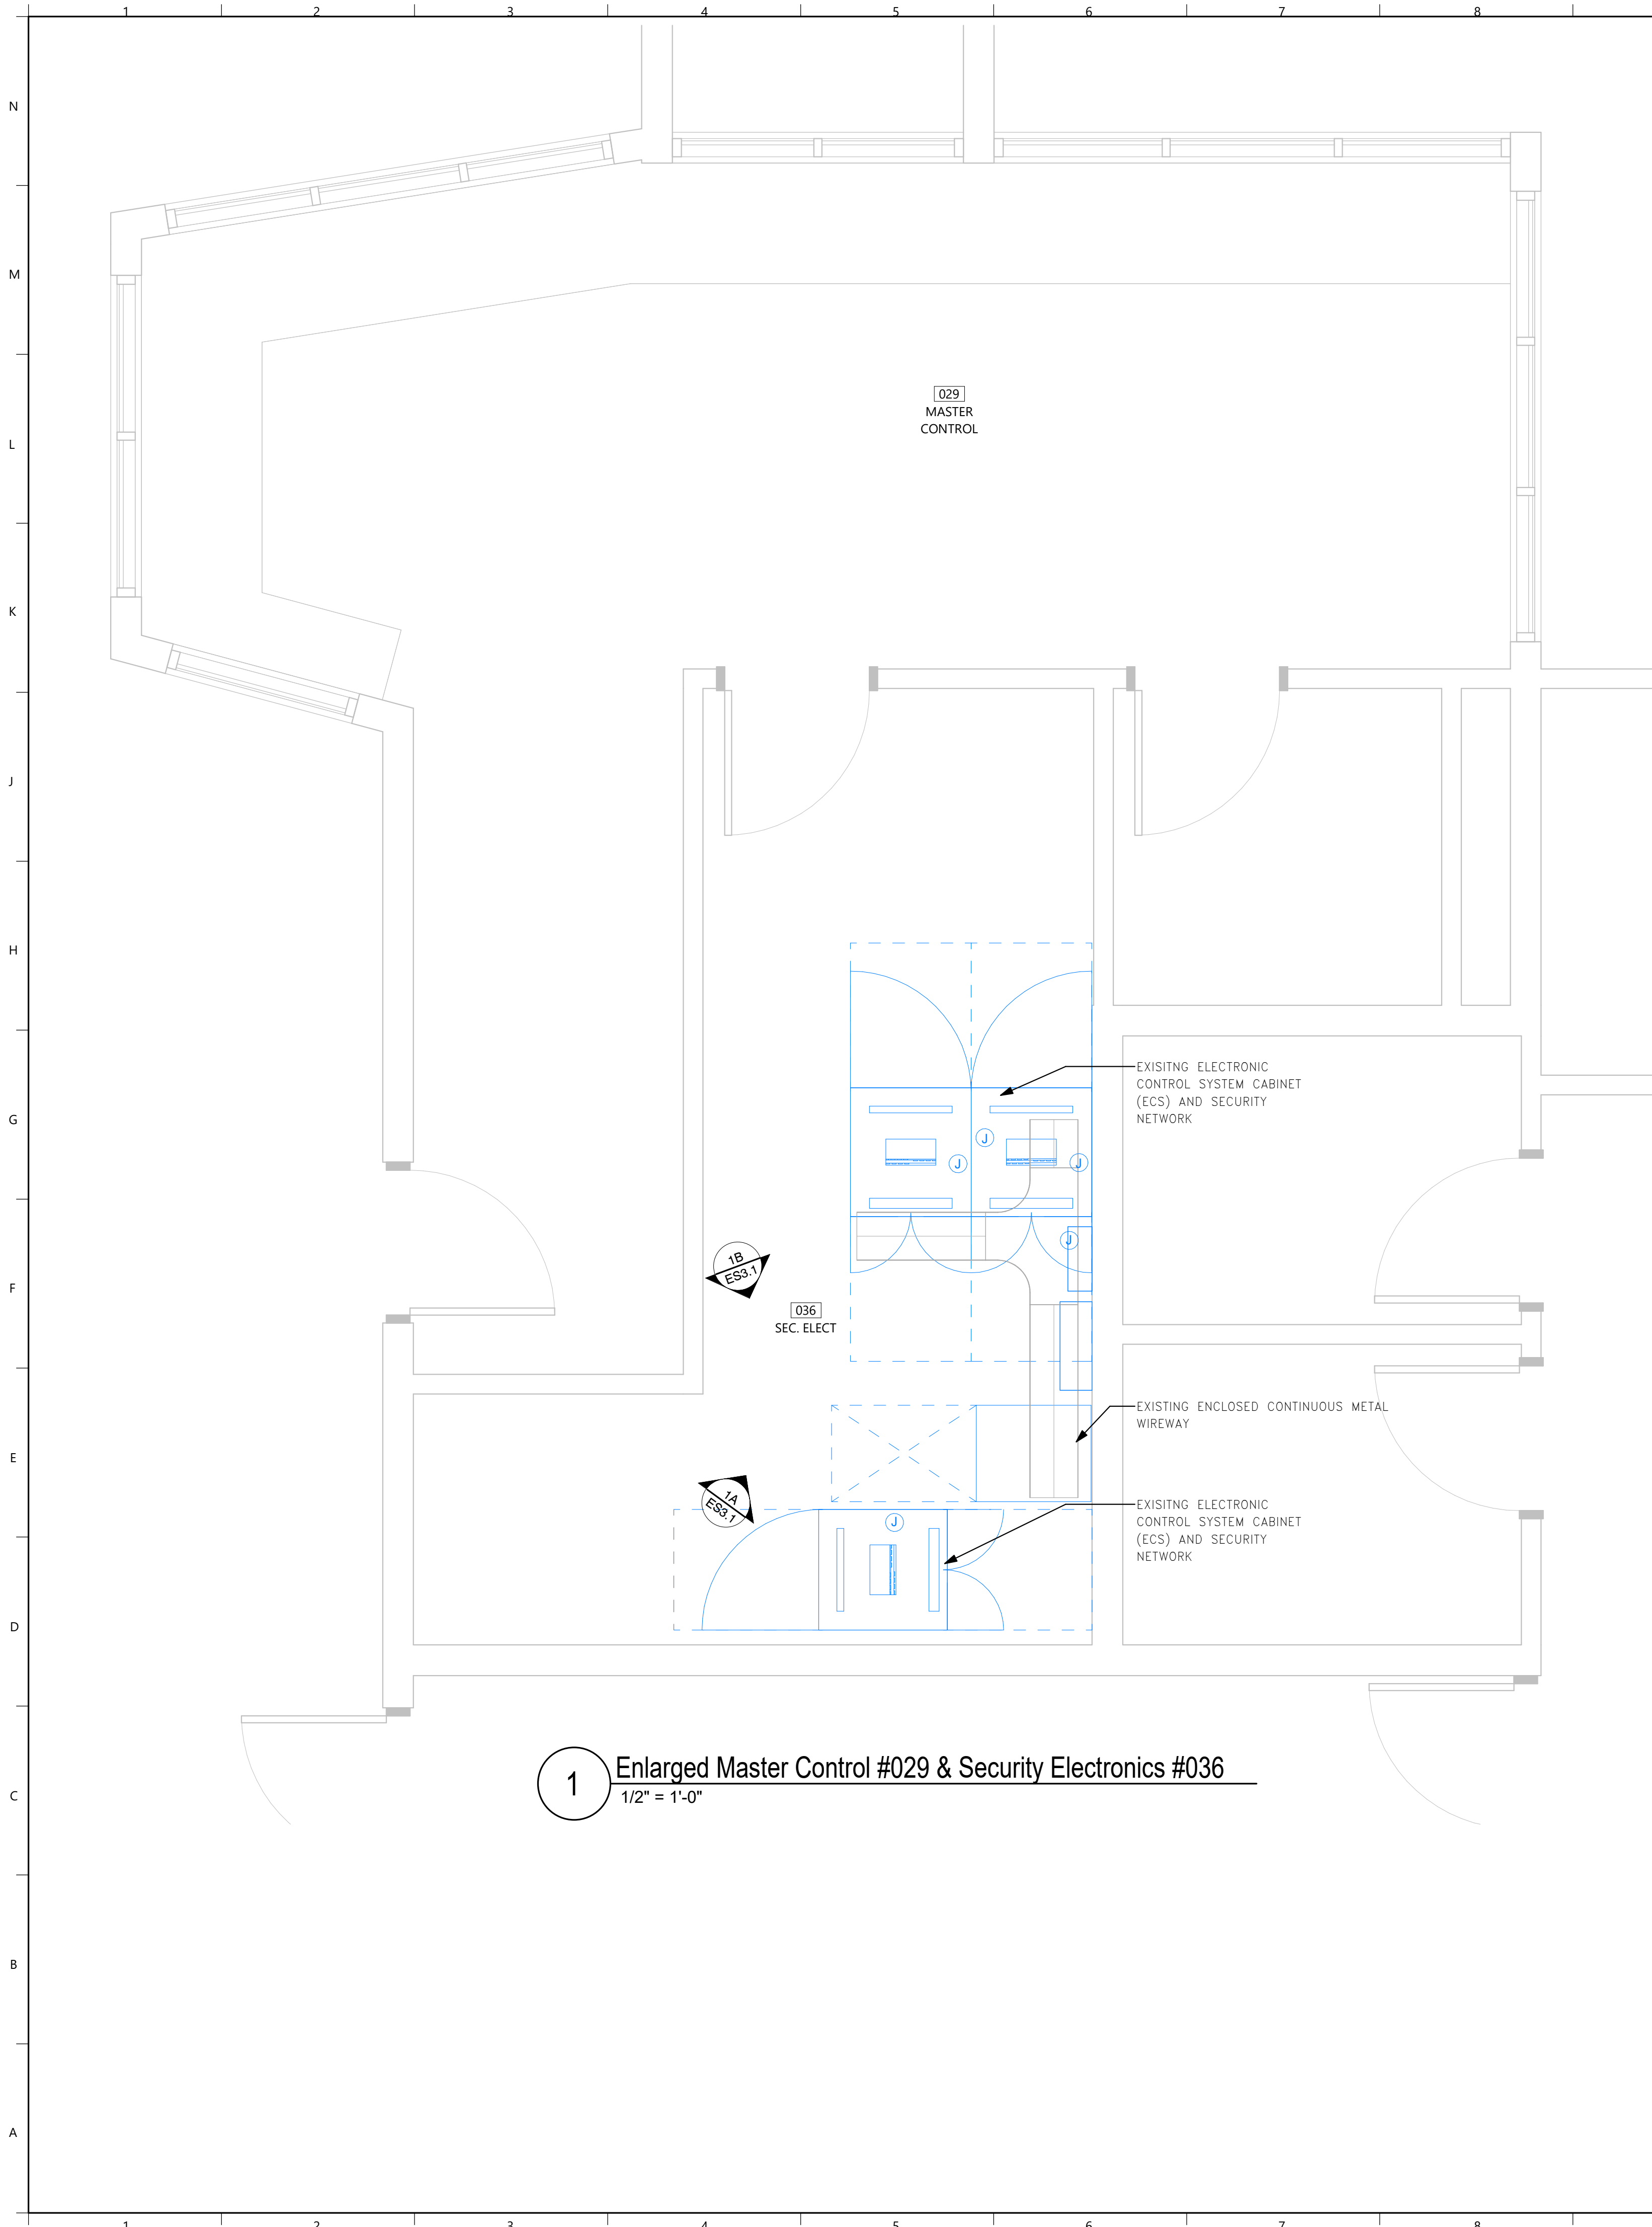 1 2 3 4 5 6 7 8
N
M
029
MASTER
CONTROL
L
K
J
H
EXISITNG ELECTRONIC
CONTROL SYSTEM CABINET
(ECS) AND SECURITY
NETWORK
G
J
J
J
J
1B
ES3.1
F
036
SEC. ELECT
EXISTING ENCLOSED CONTINUOUS METAL
WIREWAY
E
1A
ES3.1
J
EXISITNG ELECTRONIC
CONTROL SYSTEM CABINET
(ECS) AND SECURITY
NETWORK
D
1 Enlarged Master Control #029 & Security Electronics #036
1/2" = 1'-0"
C
B
A
1 2 3 4 5 6 7 8